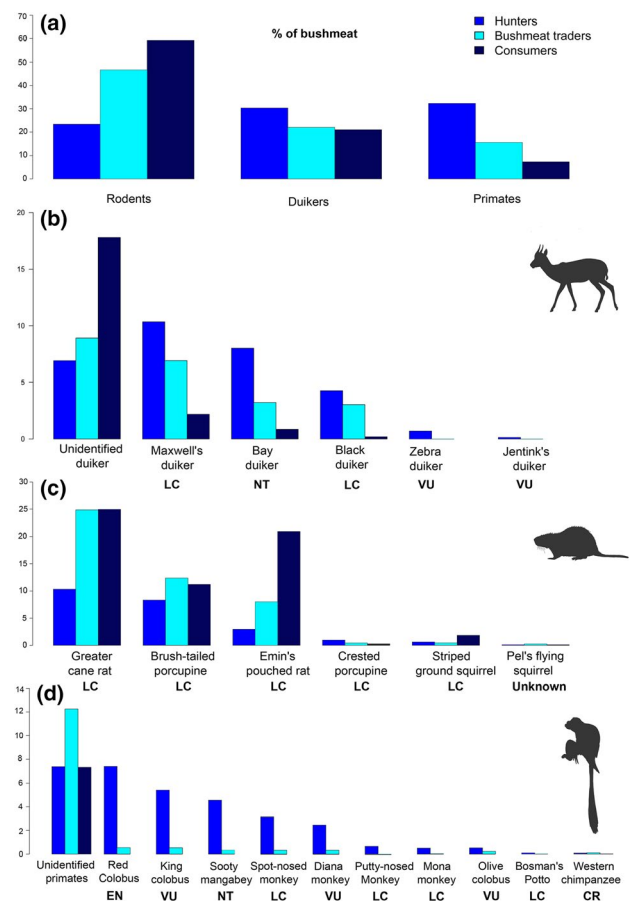 (a)
% of bushmeat
Hunters
Bushmeat traders
Consumers
70
60
50
40
30
20
10
0
Rodents Duikers Primates
(b)
20
15
10
5
0
Unidentified duiker
Maxwell's duiker
LC
Bay duiker
NT
Black duiker
LC
Zebra duiker
VU
Jentink's duiker
VU
(c)
30
25
20
15
10
5
0
Greater cane rat
LC
Brush-tailed porcupine
LC
Emin's pouched rat
LC
Crested porcupine
LC
Striped ground squirrel
LC
Pel's flying squirrel
Unknown
(d)
14
12
10
8
6
4
2
0
Unidentified primates
Red Colobus
EN
King colobus
VU
Sooty mangabey
NT
Spot-nosed monkey
LC
Diana monkey
VU
Putty-nosed Monkey
LC
Mona monkey
LC
Olive colobus
VU
Bosman's Potto
LC
Western chimpanzee
CR